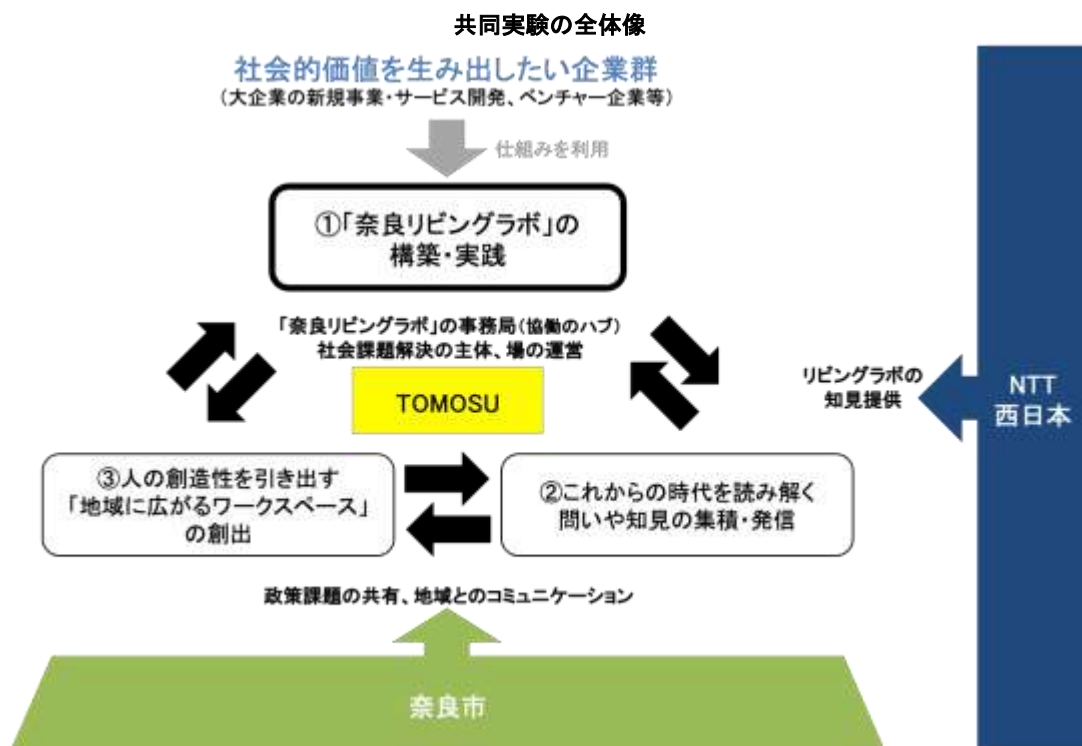 共同実験の全体像
社会的価値を生み出したい企業群
（大企業の新規事業・サービス開発、ベンチャー企業等）
仕組みを利用
①「奈良リビングラボ」の
構築・実践
「奈良リビングラボ」の事務局（協働のハブ）
社会課題解決の主体、場の運営
TOMOSU
リビングラボの
知見提供
NTT
西日本
③人の創造性を引き出す
「地域に広がるワークスペース」
の創出
②これからの時代を読み解く
問いや知見の集積・発信
政策課題の共有、地域とのコミュニケーション
奈良市